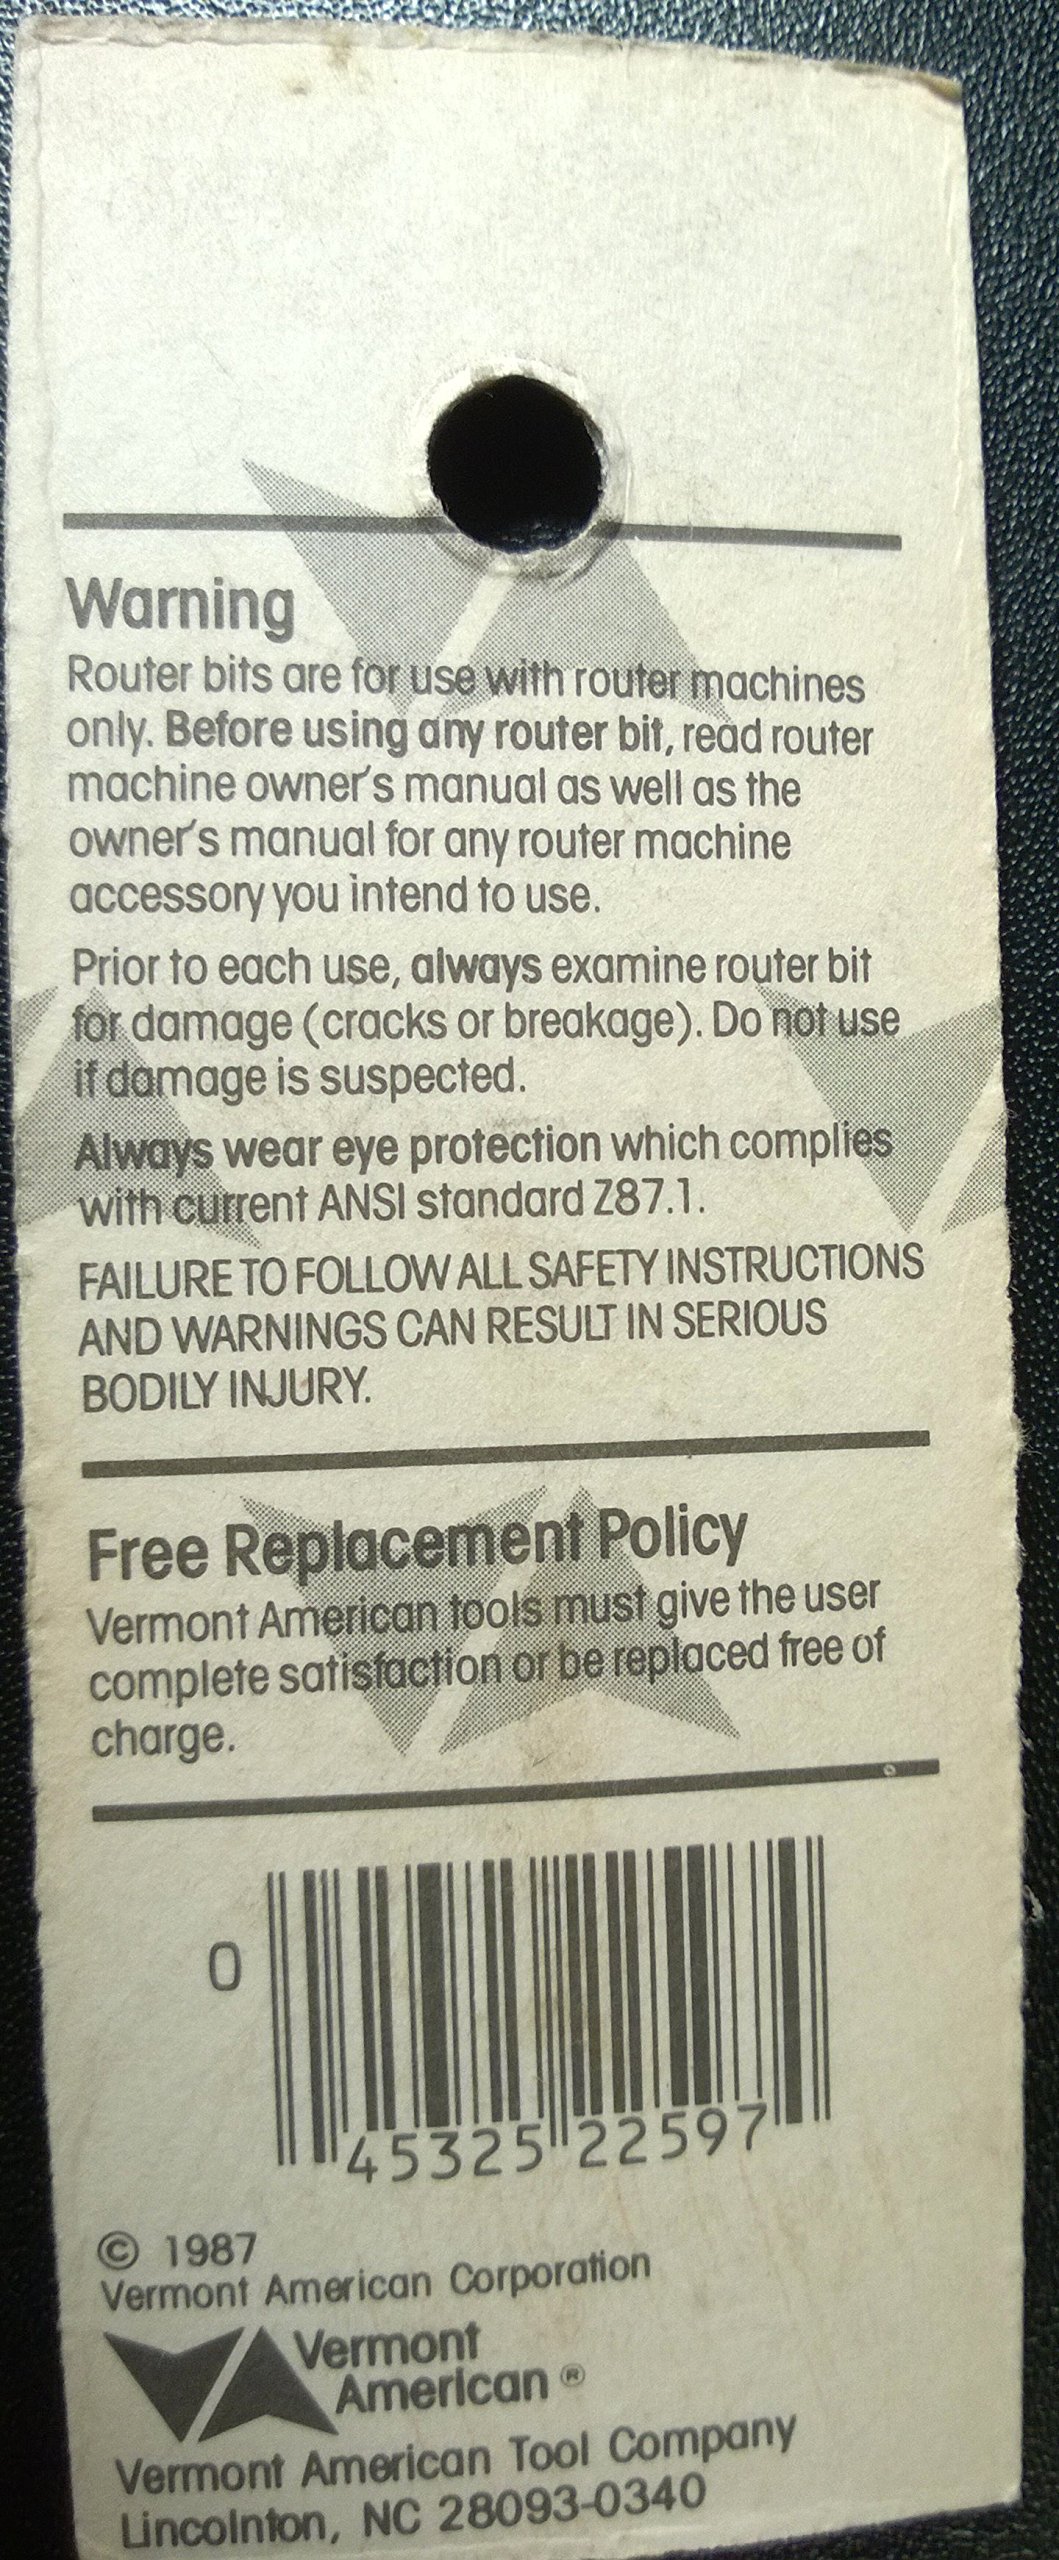 Warning
Router bits are for use with router machines
only. Before using any router bit, read router
machine owner's manual as well as the
owner's manual for any router machine
accessory you intend to use.
Prior to each use, always examine router bit
for damage (cracks or breakage). Do not use
if damage is suspected.
Always wear eye protection which complies
with current ANSI standard Z87.1.
FAILURE TO FOLLOW ALL SAFETY INSTRUCTIONS
AND WARNINGS CAN RESULT IN SERIOUS
BODILY INJURY.
Free Replacement Policy
Vermont American tools must give the user
complete satisfaction or be replaced free of
charge.
0
45325 22597
© 1987
Vermont American Corporation
Vermont
American ®
Vermont American Tool Company
Lincolnton, NC 28093-0340